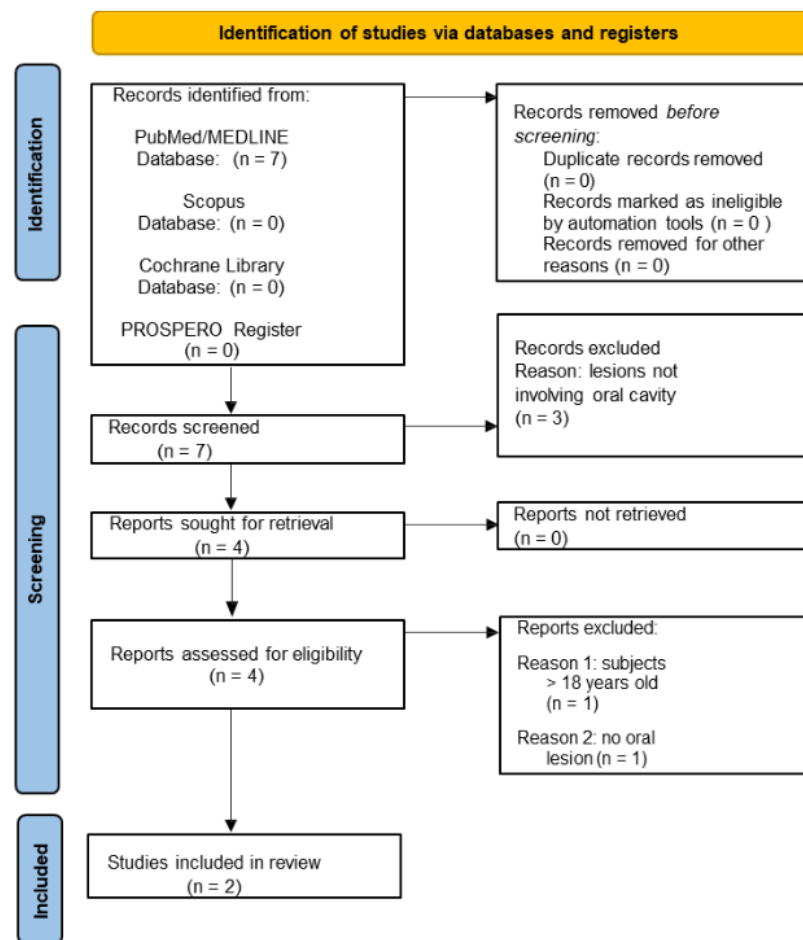 Identification of studies via databases and registers
Identification
Records identified from:
PubMed/MEDLINE
Database: (n = 7)
Scopus
Database: (n = 0)
Cochrane Library
Database: (n = 0)
PROSPERO Register
(n = 0)
Records removed before
screening:
Duplicate records removed
(n = 0)
Records marked as ineligible
by automation tools (n = 0 )
Records removed for other
reasons (n = 0)
Screening
Records screened
(n = 7)
Records excluded
Reason: lesions not
involving oral cavity
(n = 3)
Reports sought for retrieval
(n = 4)
Reports not retrieved
(n = 0)
Reports assessed for eligibility
(n = 4)
Reports excluded:
Reason 1: subjects
> 18 years old
(n = 1)
Reason 2: no oral
lesion (n = 1)
Included
Studies included in review
(n = 2)